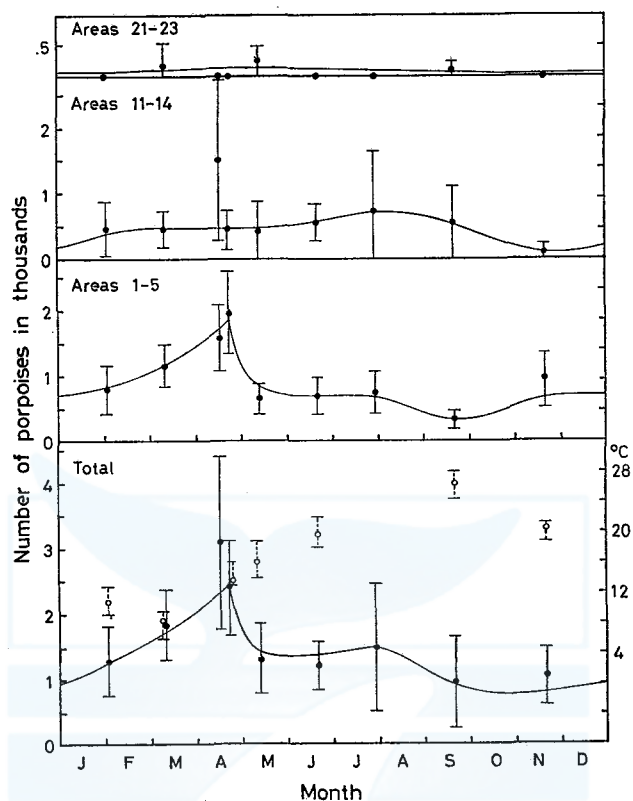 Areas 21-23
.5
Areas 11-14
2
1
0
Areas 1-5
2
1
0
Total
°C
4
28
3
20
2
12
1
4
0
J F M A M J J A S O N D
Month
Number of porpoises in thousands